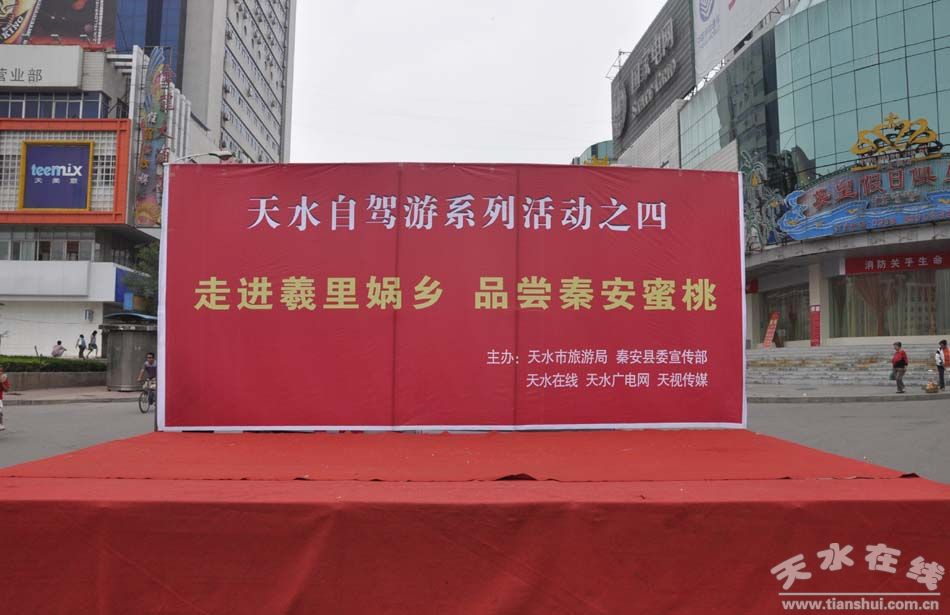 天水自驾游系列活动之四
走进羲里娲乡 品尝秦安蜜桃
主办：天水市旅游局 秦安县委宣传部
天水在线 天水广电网 天视传媒
营业部
teemix
天美意
消防关乎生命
天水在线
www.tianshui.com.cn